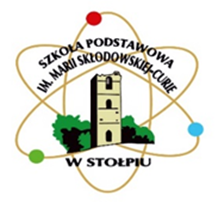 SZKOŁA PODSTAWOWA
IM. MARII SKŁODOWSKIEJ-CURIE
W STOŁPIU